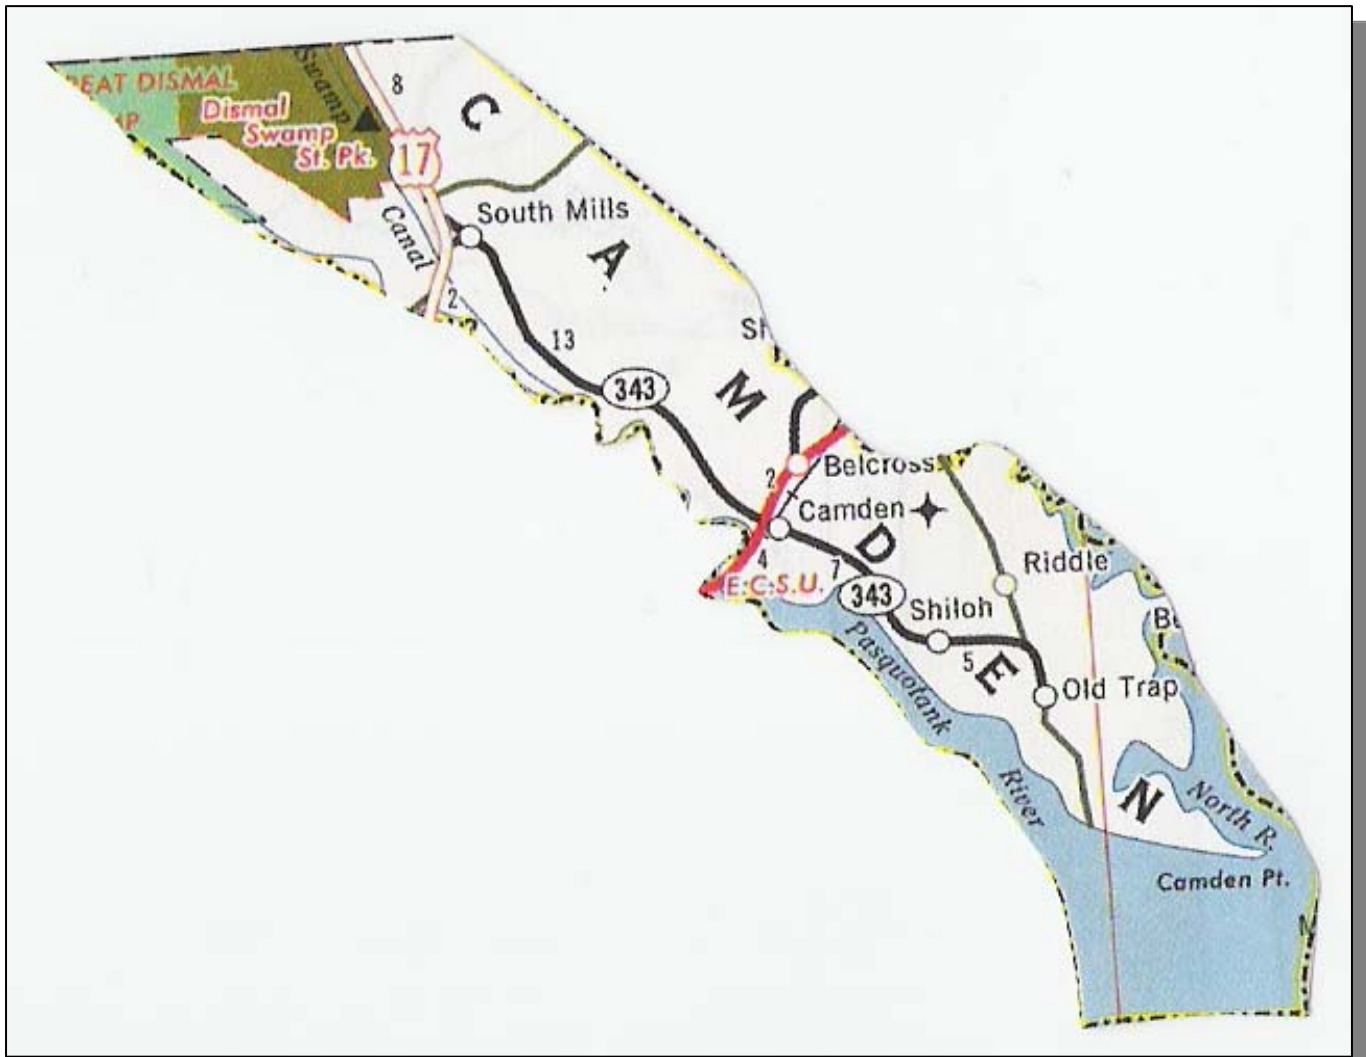 Swamp
8
C
EAT DISMAL
Dismal
Swamp
St. Pk.
17
Canal
South Mills
A
2
13
343
M
2
Belcross
Camden
D
4
7
E.C.S.U.
343
Shiloh
Riddle
5
E
Old Trap
Pasquotank
River
N
North R.
Camden Pt.